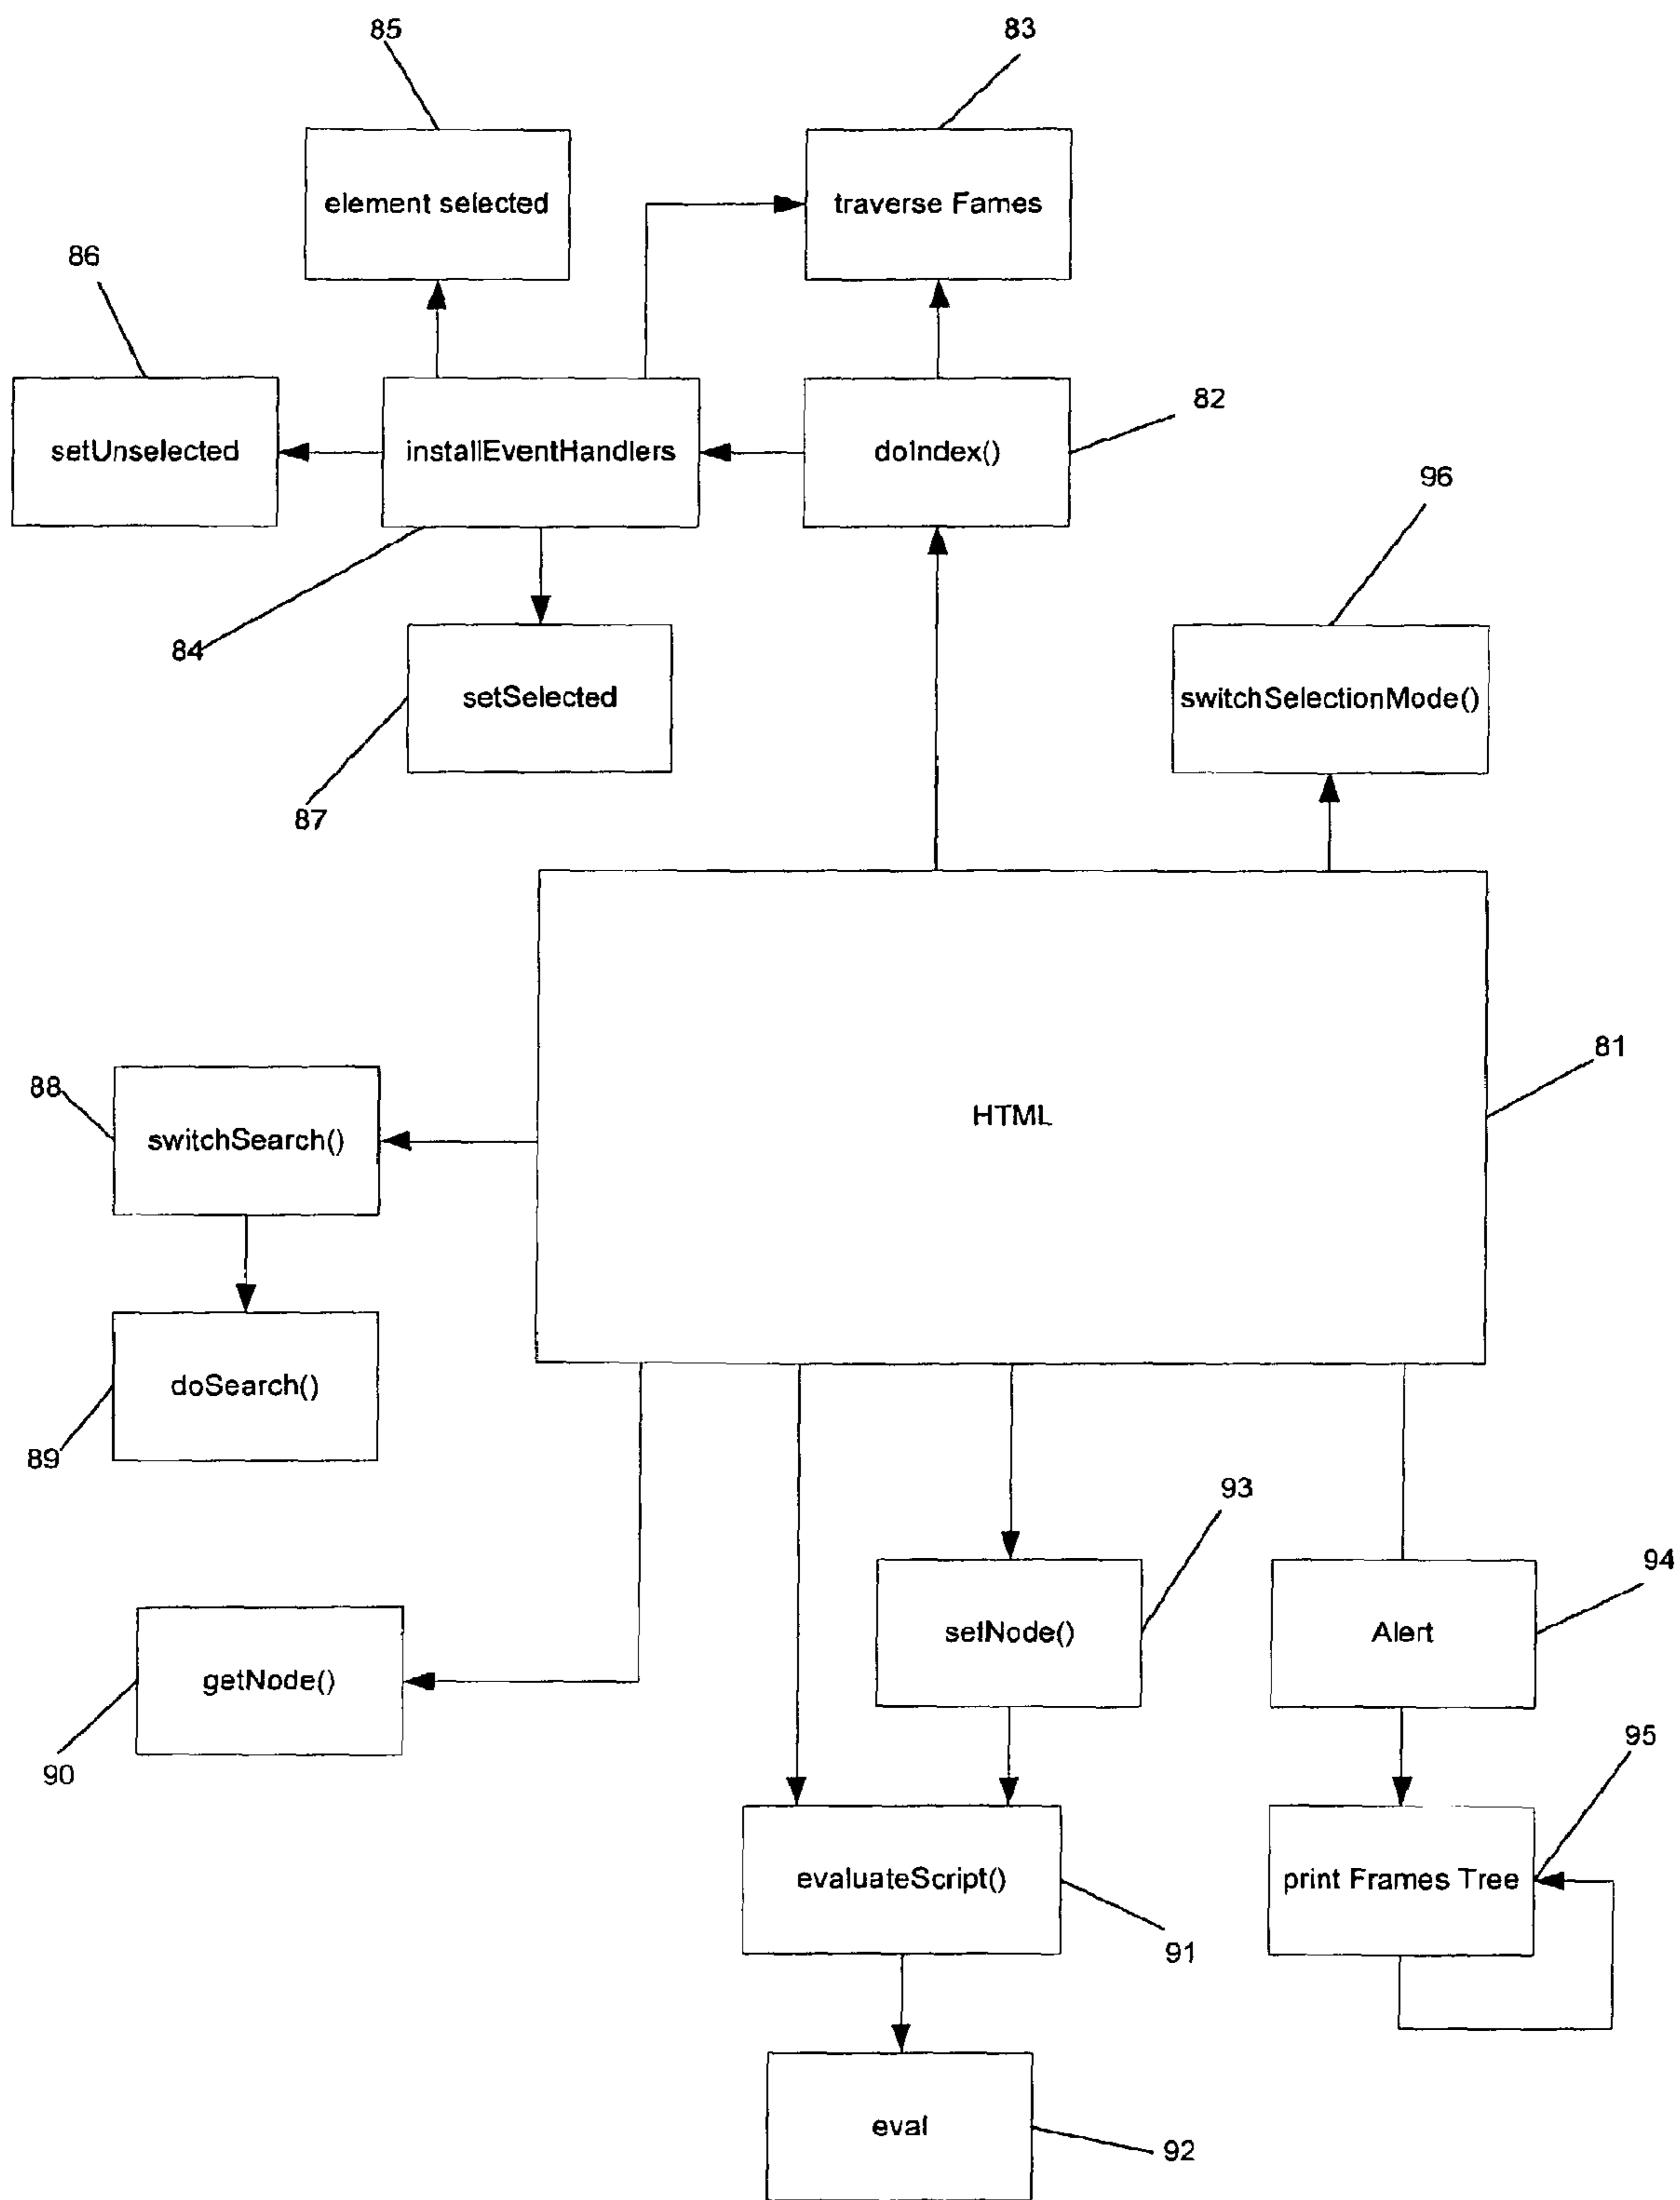 85
83
element selected
traverse Fames
86
82
setUnselected
installEventHandlers
doIndex()
96
84
setSelected
switchSelectionMode()
87
81
88
HTML
switchSearch()
doSearch()
89
93
94
setNode()
Alert
getNode()
95
90
evaluateScript()
print Frames Tree
91
eval
92